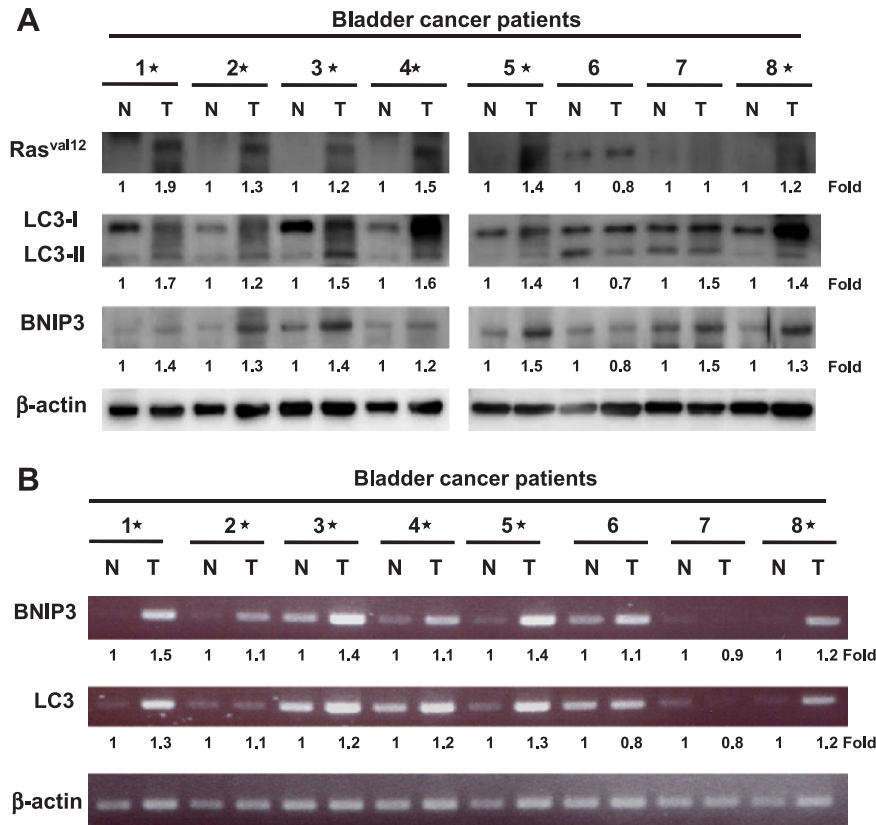 A
Bladder cancer patients
1★ 2★ 3★ 4★ 5★ 6 7 8★
N T N T N T N T N T N T N T N T
Ras^val12
1 1.9 1 1.3 1 1.2 1 1.5 1 1.4 1 0.8 1 1 1 1.2 Fold
LC3-I
LC3-II
1 1.7 1 1.2 1 1.5 1 1.6 1 1.4 1 0.7 1 1.5 1 1.4 Fold
BNIP3
1 1.4 1 1.3 1 1.4 1 1.2 1 1.5 1 0.8 1 1.5 1 1.3 Fold
β-actin
B
Bladder cancer patients
1★ 2★ 3★ 4★ 5★ 6 7 8★
N T N T N T N T N T N T N T N T
BNIP3
1 1.5 1 1.1 1 1.4 1 1.1 1 1.4 1 1.1 1 0.9 1 1.2 Fold
LC3
1 1.3 1 1.1 1 1.2 1 1.2 1 1.3 1 0.8 1 0.8 1 1.2 Fold
β-actin